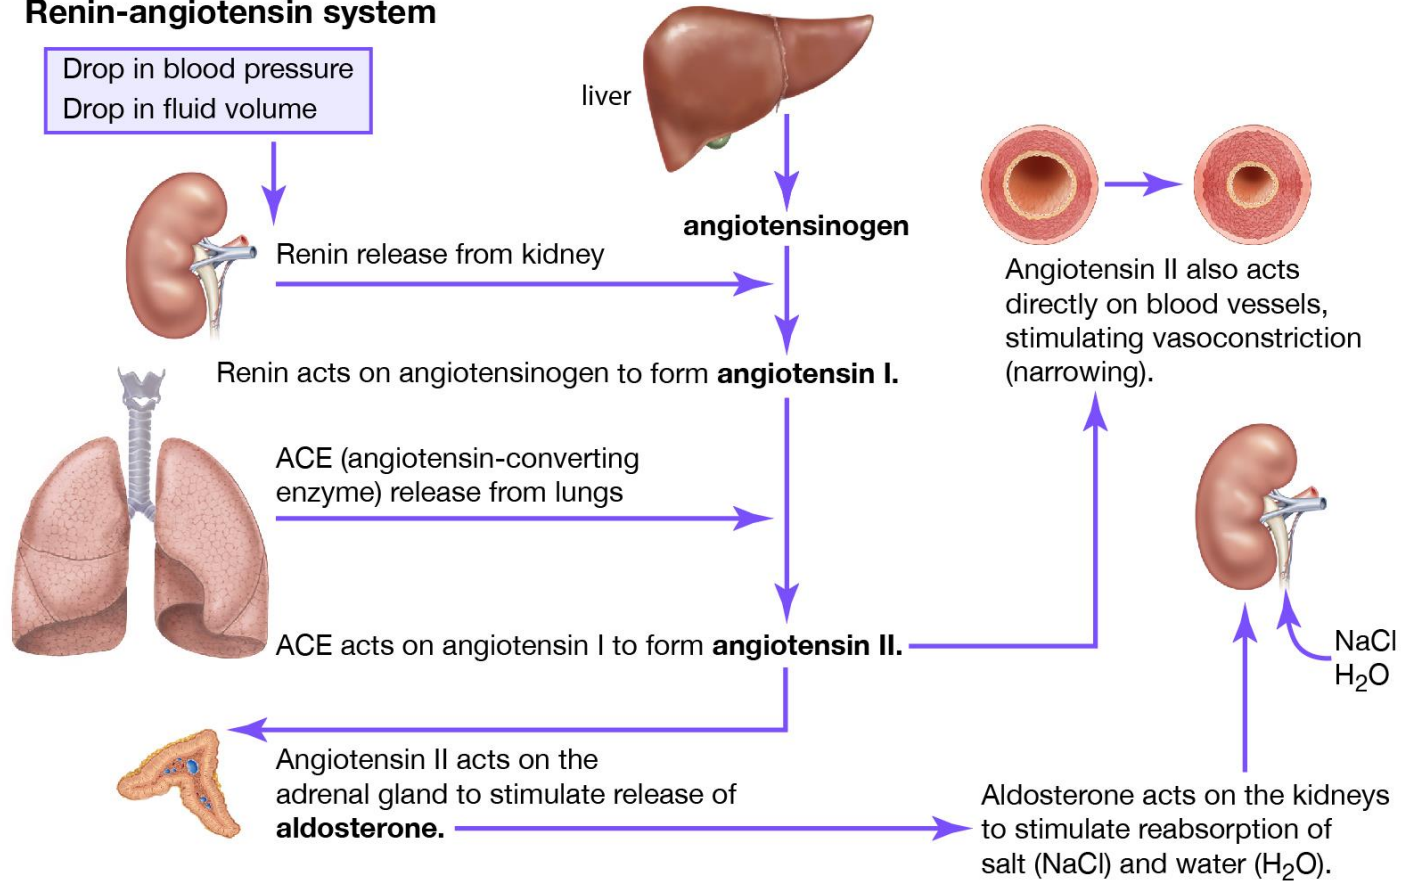 Renin-angiotensin system
Drop in blood pressure
Drop in fluid volume
liver
angiotensinogen
Renin release from kidney
Renin acts on angiotensinogen to form angiotensin I.
ACE (angiotensin-converting
enzyme) release from lungs
ACE acts on angiotensin I to form angiotensin II.
Angiotensin II also acts
directly on blood vessels,
stimulating vasoconstriction
(narrowing).
NaCl
H₂O
Angiotensin II acts on the
adrenal gland to stimulate release of
aldosterone.
Aldosterone acts on the kidneys
to stimulate reabsorption of
salt (NaCl) and water (H₂O).